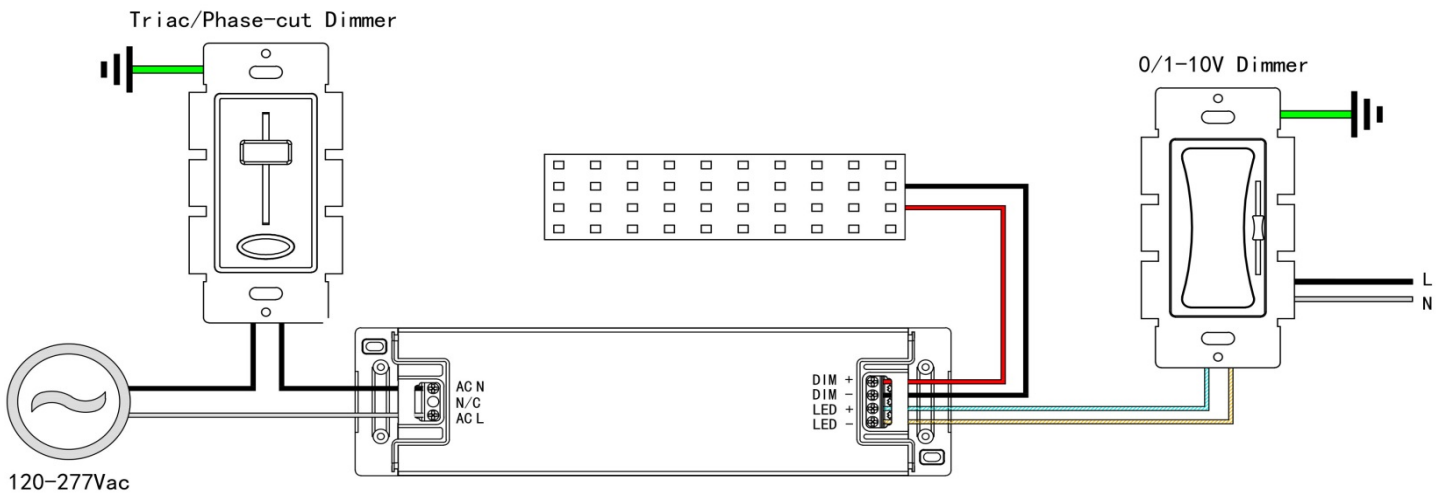 Triac/Phase-cut Dimmer
0/1-10V Dimmer
L
N
AC N
N/C
AC L
DIM +
DIM -
LED +
LED -
120-277Vac